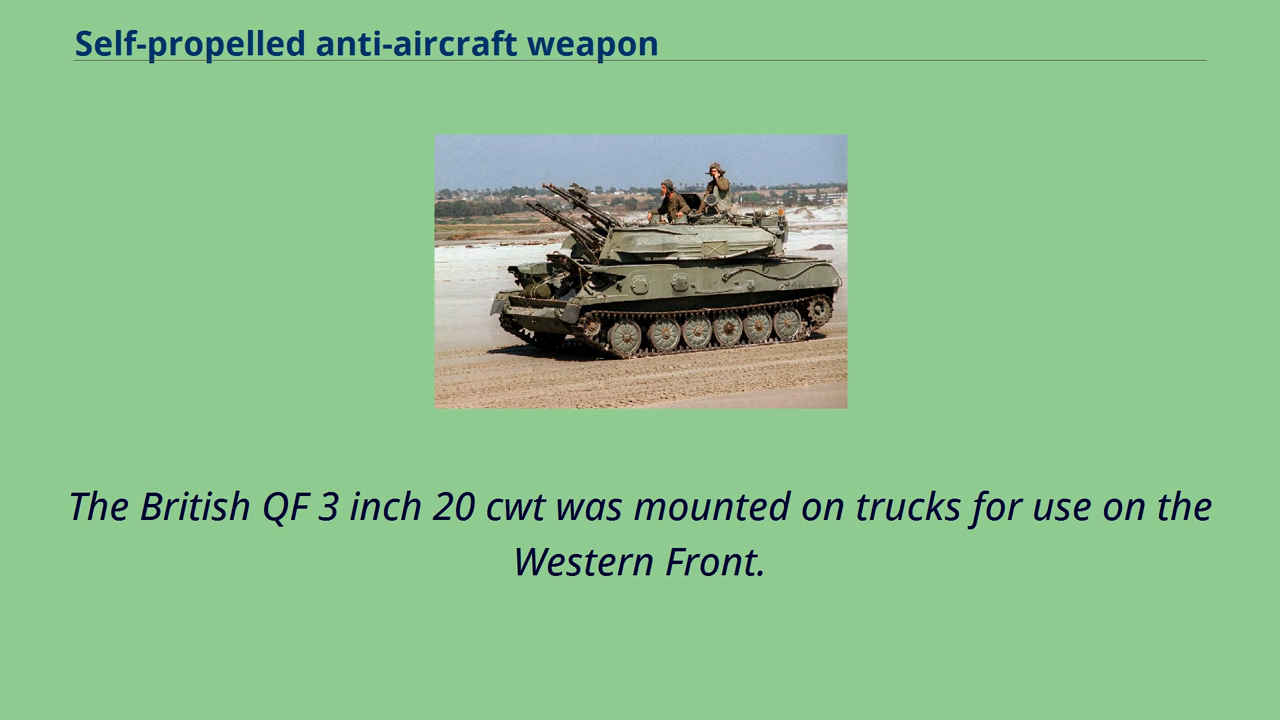 Self-propelled anti-aircraft weapon
The British QF 3 inch 20 cwt was mounted on trucks for use on the
Western Front.